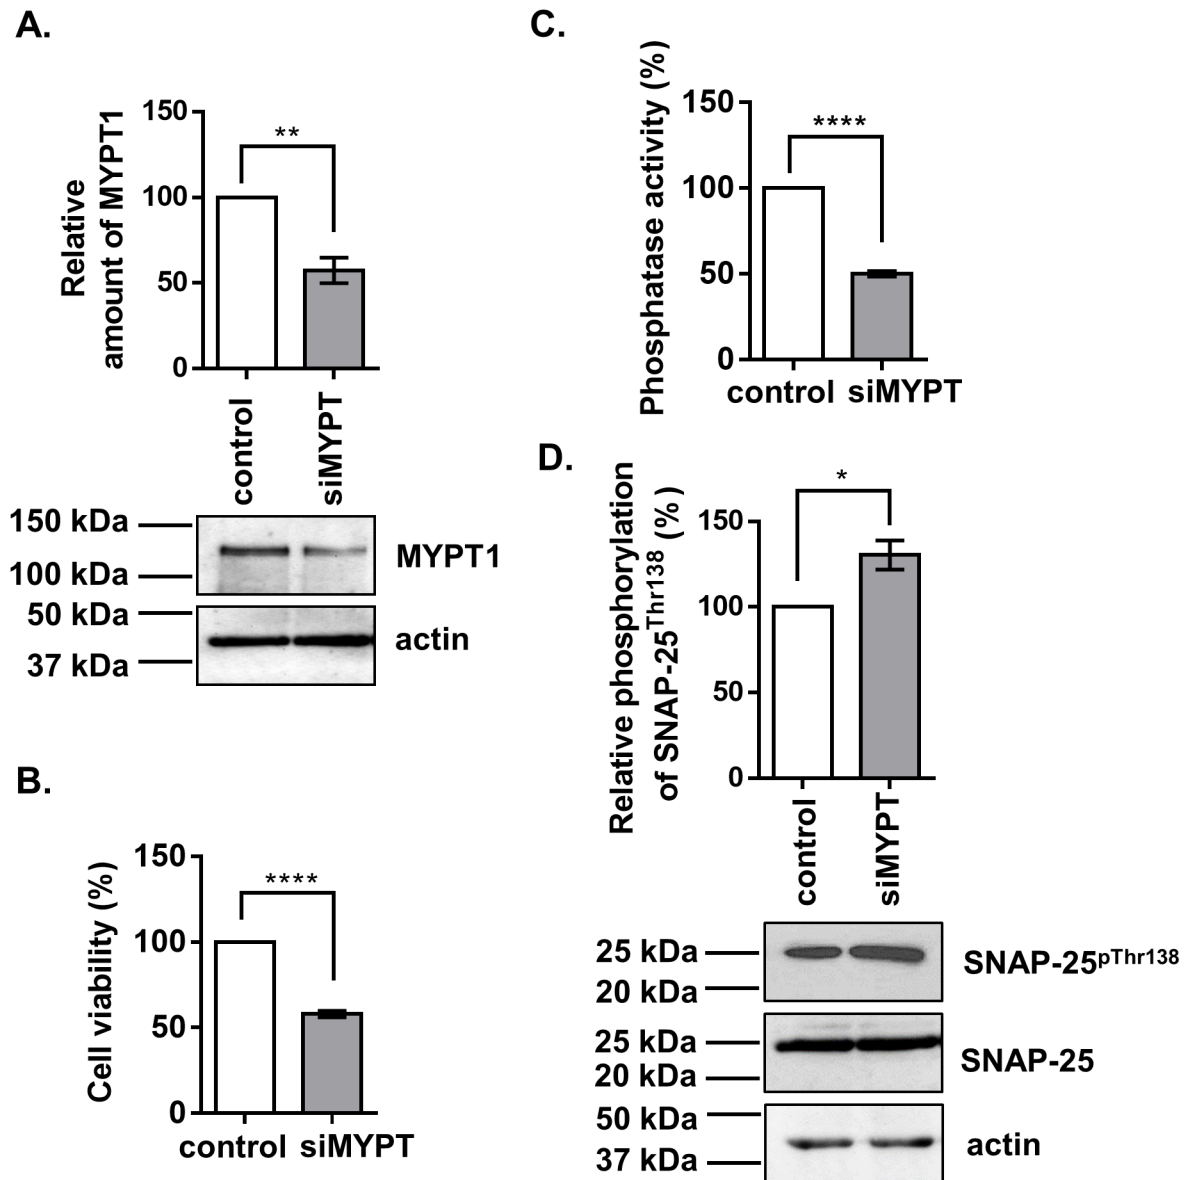 A.
Relative
amount of MYPT1
150
100
50
0
**
control
siMYPT
150 kDa
100 kDa
MYPT1
50 kDa
37 kDa
actin
B.
Cell viability (%)
150
100
50
0
****
control siMYPT
C.
Phosphatase activity (%)
150
100
50
0
****
control siMYPT
D.
Relative phosphorylation
of SNAP-25Thr138 (%)
150
100
50
0
*
control
siMYPT
25 kDa
20 kDa
SNAP-25pThr138
25 kDa
20 kDa
SNAP-25
50 kDa
37 kDa
actin